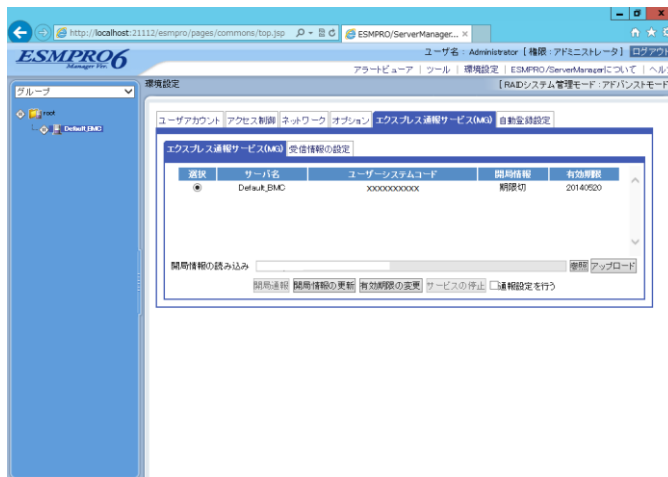 http://localhost:21112/esmpro/pages/commons/top.jsp
ESMPRO/ServerManager... ×
ESMPRO6
Manager Ver.
ユーザ名 : Administrator [ 権限 : アドミニストレータ ] ログアウト
アラートビューア | ツール | 環境設定 | ESMPRO/ServerManagerについて | ヘル
グループ
環境設定
[ RAIDシステム管理モード : アドバンストモード
root
Default_BMC
ユーザアカウント アクセス制御 ネットワーク オプション エクスプレス通報サービス(MG) 自動登録設定
エクスプレス通報サービス(MG) 受信情報の設定
選択 サーバ名 ユーザーシステムコード 開局情報 有効期限
Default_BMC xxxxxxxxxx 期限切 20140520
開局情報の読み込み 参照 アップロード
開局通報 開局情報の更新 有効期限の変更 サービスの停止 通報設定を行う